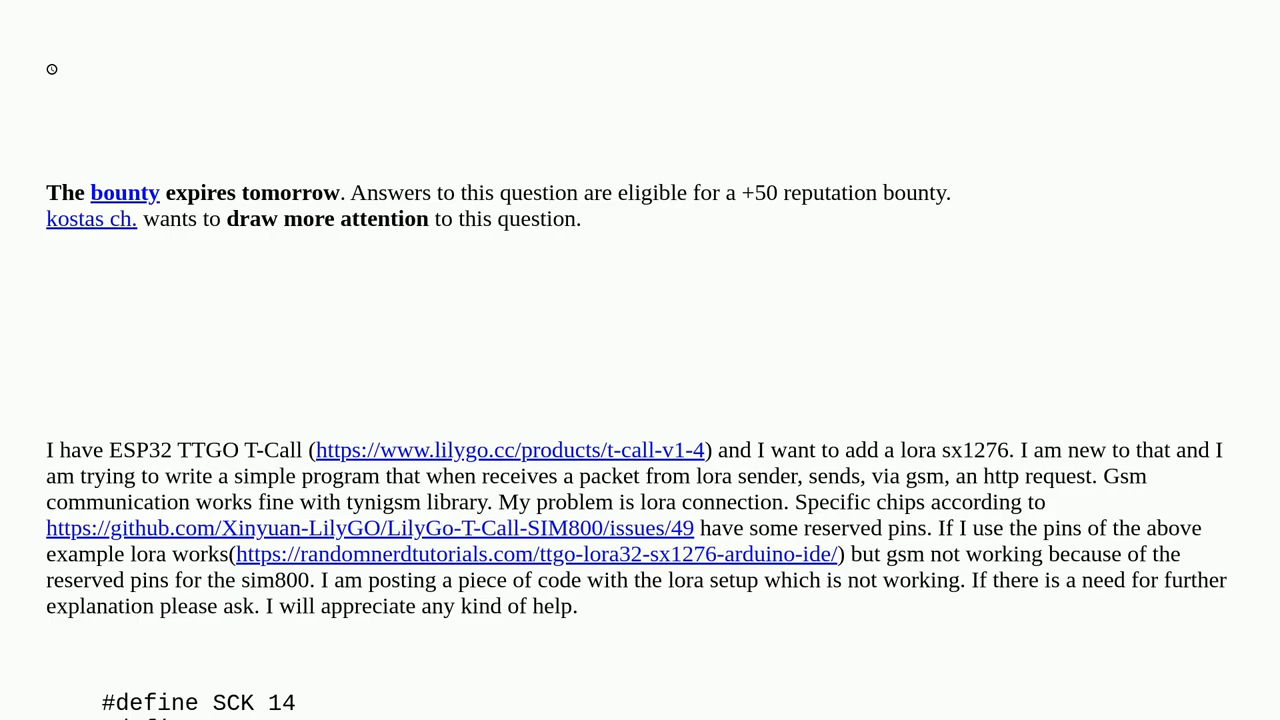 The bounty expires tomorrow. Answers to this question are eligible for a +50 reputation bounty.
kostas ch. wants to draw more attention to this question.
I have ESP32 TTGO T-Call (https://www.lilygo.cc/products/t-call-v1-4) and I want to add a lora sx1276. I am new to that and I
am trying to write a simple program that when receives a packet from lora sender, sends, via gsm, an http request. Gsm
communication works fine with tynigsm library. My problem is lora connection. Specific chips according to
https://github.com/Xinyuan-LilyGO/LilyGo-T-Call-SIM800/issues/49 have some reserved pins. If I use the pins of the above
example lora works(https://randomnerdtutorials.com/ttgo-lora32-sx1276-arduino-ide/) but gsm not working because of the
reserved pins for the sim800. I am posting a piece of code with the lora setup which is not working. If there is a need for further
explanation please ask. I will appreciate any kind of help.
#define SCK 14